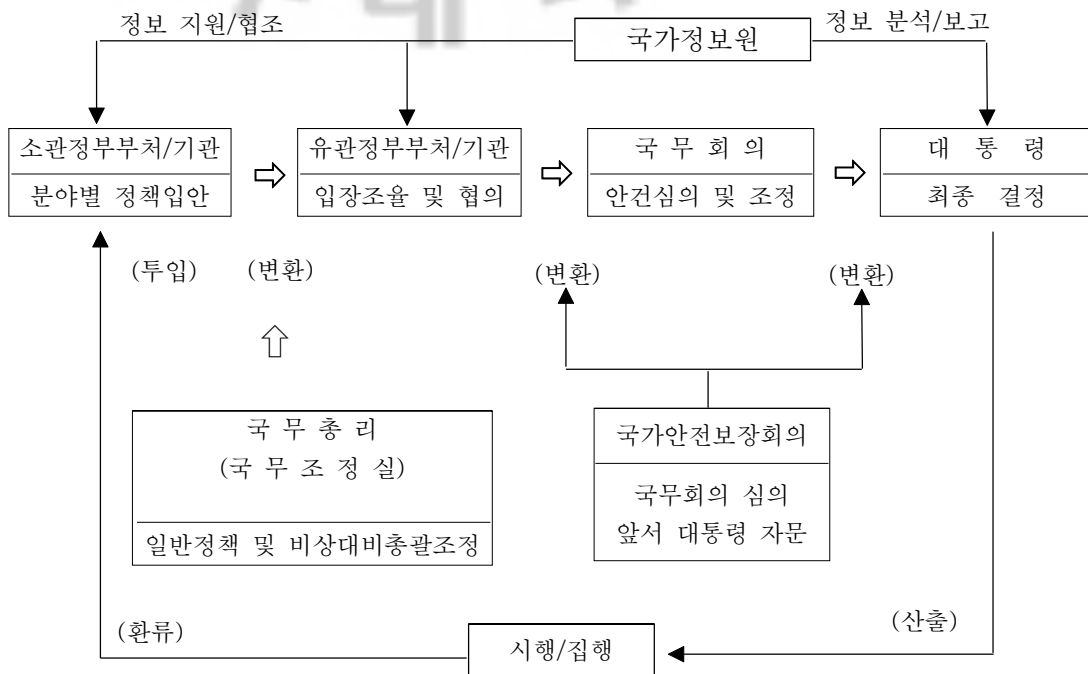 정보 지원/협조
국가정보원
정보 분석/보고
소관정부부처/기관
분야별 정책입안
유관정부부처/기관
입장조율 및 협의
국 무 회 의
안건심의 및 조정
대 통 령
최종 결정
(투입)
(변환)
(변환)
(변환)
국 무 총 리
(국 무 조 정 실)
일반정책 및 비상대비총괄조정
국가안전보장회의
국무회의 심의
앞서 대통령 자문
(환류)
시행/집행
(산출)